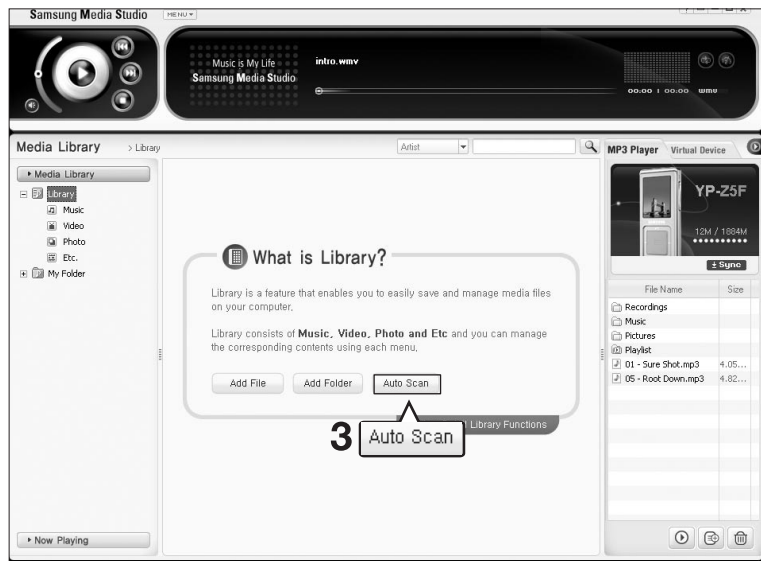 Samsung Media Studio MENU
Music is My Life
Samsung Media Studio
intro.wmv
00:00 | 00:00 wmv
Media Library > Library
Artist
Media Library
Library
Music
Video
Photo
Etc.
My Folder
Now Playing
What is Library?
Library is a feature that enables you to easily save and manage media files
on your computer.
Library consists of Music, Video, Photo and Etc and you can manage
the corresponding contents using each menu.
Add File Add Folder Auto Scan
Library Functions
3 Auto Scan
MP3 Player Virtual Device
YP-Z5F
12M / 1884M
± Sync
File Name Size
Recordings
Music
Pictures
Playlist
01 - Sure Shot.mp3 4.05...
05 - Root Down.mp3 4.82...